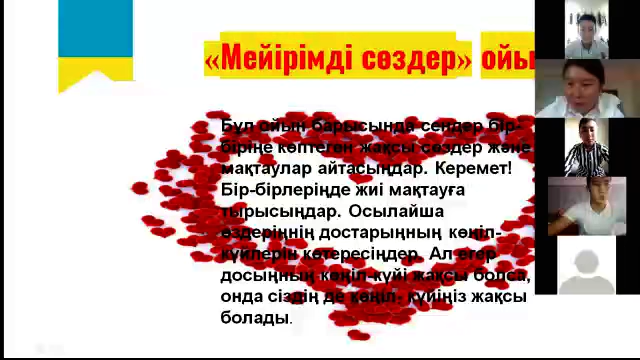 «Мейірімді сөздер» ойы
Бұл ойын барысында сендер бір-
біріңе көптеген жақсы сөздер және
мақтаулар айтасыңдар. Керемет!
Бір-бірлеріңде жиі мақтауға
тырысыңдар. Осылайша
өздеріңнің достарыңның көңіл-
күйлерін көтересіңдер. Ал егер
досыңның көңіл-күйі жақсы болса,
онда сіздің де көңіл- күйіңіз жақсы
болады.